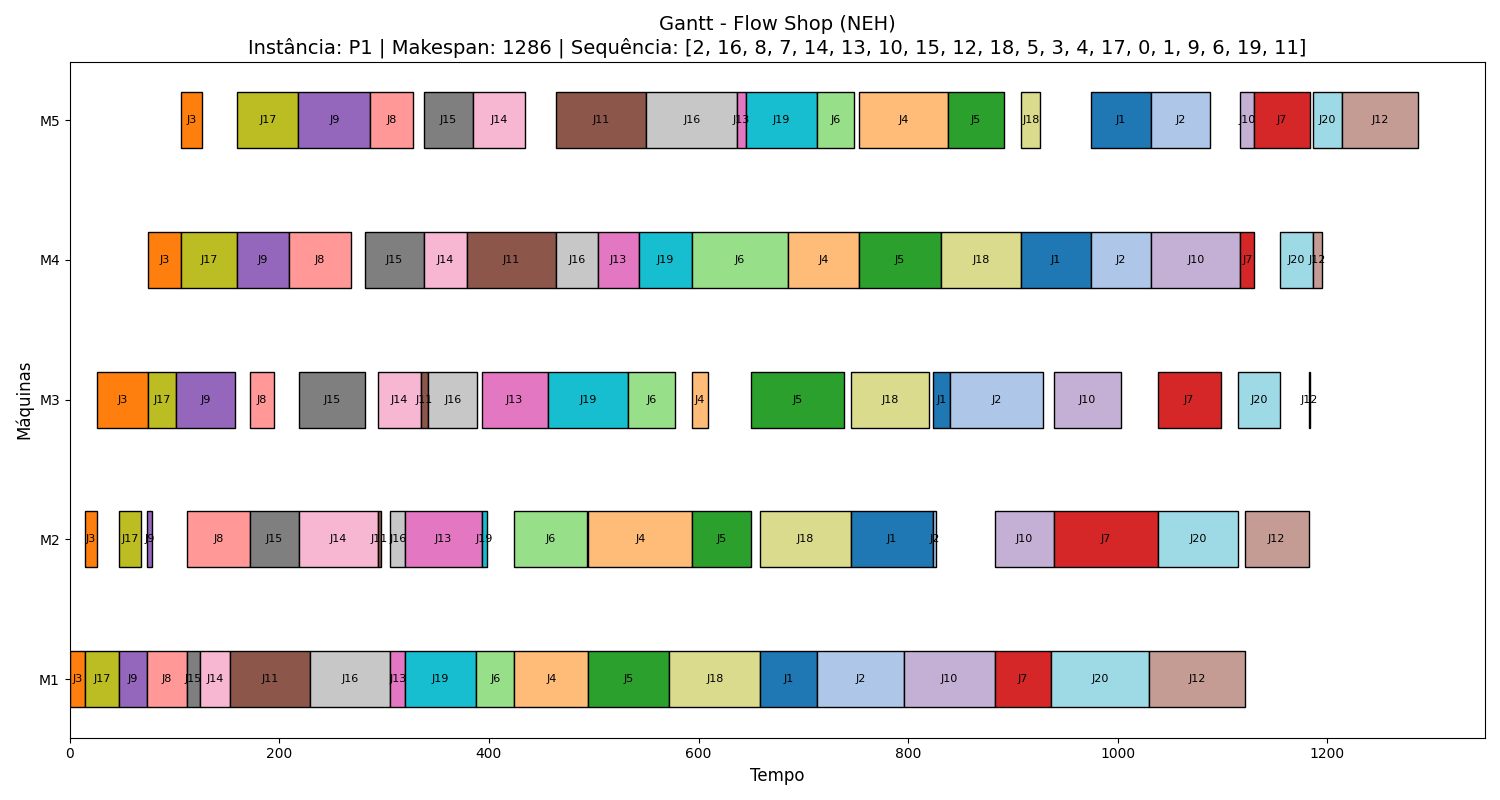 Gantt - Flow Shop (NEH)
Instância: P1 | Makespan: 1286 | Sequência: [2, 16, 8, 7, 14, 13, 10, 15, 12, 18, 5, 3, 4, 17, 0, 1, 9, 6, 19, 11]
Máquinas
M5 J3 J17 J9 J8 J15 J14 J11 J16 J13 J19 J6 J4 J5 J18 J1 J2 J10 J7 J20 J12
M4 J3 J17 J9 J8 J15 J14 J11 J16 J13 J19 J6 J4 J5 J18 J1 J2 J10 J7 J20 J12
M3 J3 J17 J9 J8 J15 J14 J11 J16 J13 J19 J6 J4 J5 J18 J1 J2 J10 J7 J20 J12
M2 J3 J17 J9 J8 J15 J14 J11 J16 J13 J19 J6 J4 J5 J18 J1 J2 J10 J7 J20 J12
M1 J3 J17 J9 J8 J15 J14 J11 J16 J13 J19 J6 J4 J5 J18 J1 J2 J10 J7 J20 J12
0 200 400 600 800 1000 1200
Tempo